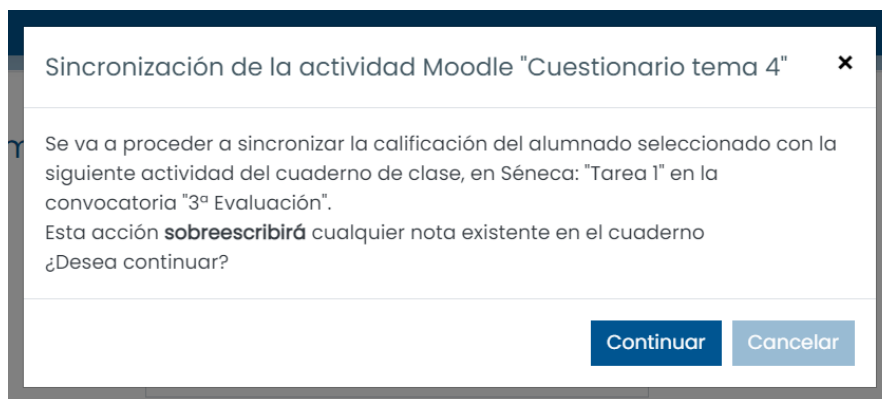 Sincronización de la actividad Moodle "Cuestionario tema 4" ×
Se va a proceder a sincronizar la calificación del alumnado seleccionado con la
siguiente actividad del cuaderno de clase, en Séneca: "Tarea 1" en la
convocatoria "3ª Evaluación".
Esta acción sobreescribirá cualquier nota existente en el cuaderno
¿Desea continuar?
Continuar Cancelar